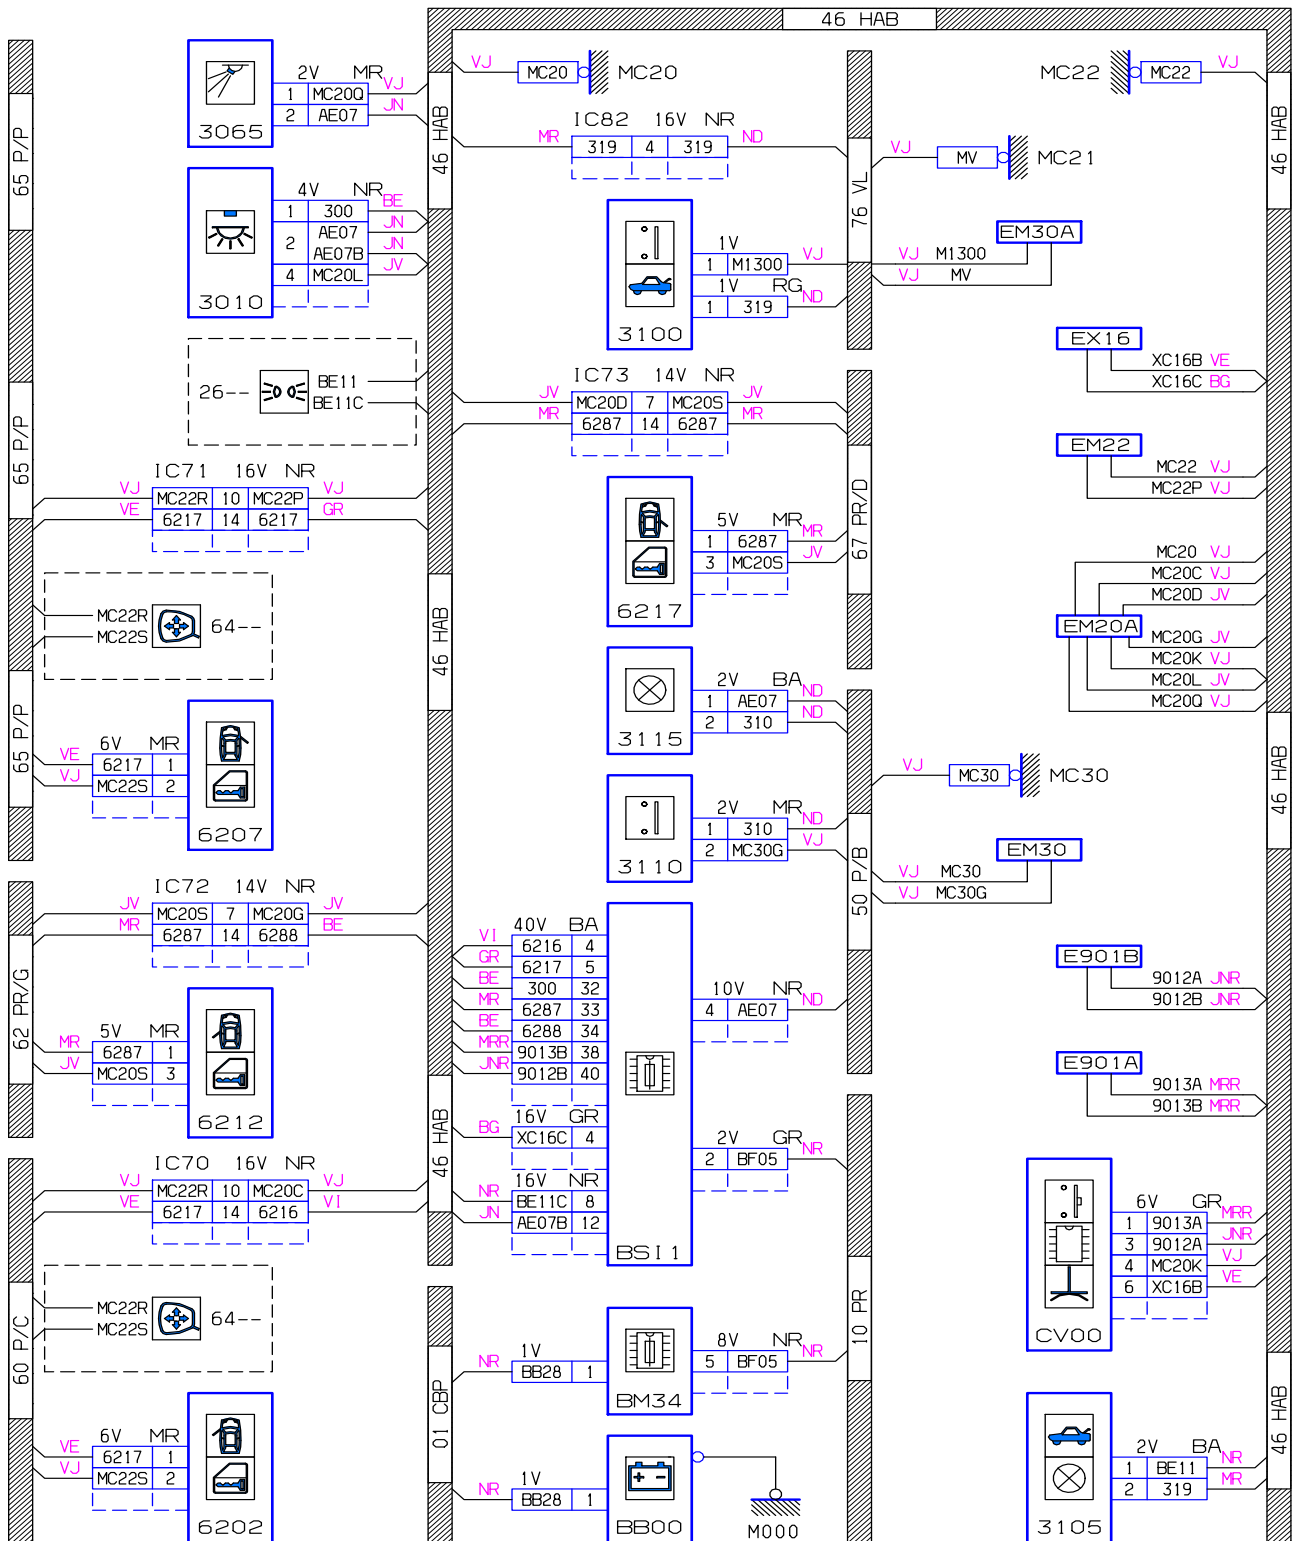 46 HAB
65 P/P
65 P/P
65 P/P
62 PR/G
60 P/C
3065
2V MR
1 MC20Q VJ
2 AE07 JN
3010
4V NR
1 300 BE
2 AE07 JN
AE07B JN
4 MC20L JV
26--
BE11
BE11C
IC71 16V NR
VJ MC22R 10 MC22P VJ
VE 6217 14 6217 GR
MC22R
MC22S
64--
6V MR
VE 6217 1
VJ MC22S 2
6207
IC72 14V NR
JV MC20S 7 MC20G JV
MR 6287 14 6288 BE
5V MR
MR 6287 1
JV MC20S 3
6212
IC70 16V NR
VJ MC22R 10 MC20C VJ
VE 6217 14 6216 VI
MC22R
MC22S
64--
6V MR
VE 6217 1
VJ MC22S 2
6202
46 HAB
46 HAB
46 HAB
01 CBP
VJ MC20 MC20
IC82 16V NR
MR 319 4 319 ND
3100
1V
1 M1300 VJ
1V RG
1 319 ND
IC73 14V NR
JV MC20D 7 MC20S JV
MR 6287 14 6287 MR
6217
5V MR
1 6287 MR
3 MC20S JV
3115
2V BA
1 AE07 ND
2 310 ND
3110
2V MR
1 310 ND
2 MC30G VJ
40V BA
VI 6216 4
GR 6217 5
BE 300 32
MR 6287 33
BE 6288 34
MRR 9013B 38
JNR 9012B 40
16V GR
BG XC16C 4
16V NR
NR BE11C 8
JN AE07B 12
BSI1
10V NR
4 AE07 ND
2V GR
2 BF05 NR
1V
NR BB28 1
BM34
8V NR
5 BF05 NR
1V
NR BB28 1
BB00
M000
76 VL
67 PR/D
50 P/B
10 PR
MC22 MC22 VJ
VJ MV MC21
EM30A
VJ M1300
VJ MV
EX16
XC16B VE
XC16C BG
EM22
MC22 VJ
MC22P VJ
MC20 VJ
MC20C VJ
MC20D JV
EM20A
MC20G JV
MC20K VJ
MC20L JV
MC20Q VJ
VJ MC30 MC30
EM30
VJ MC30
VJ MC30G
E901B
9012A JNR
9012B JNR
E901A
9013A MRR
9013B MRR
CV00
6V GR
1 9013A MRR
3 9012A JNR
4 MC20K VJ
6 XC16B VE
3105
2V BA
1 BE11 NR
2 319 MR
46 HAB
46 HAB
46 HAB